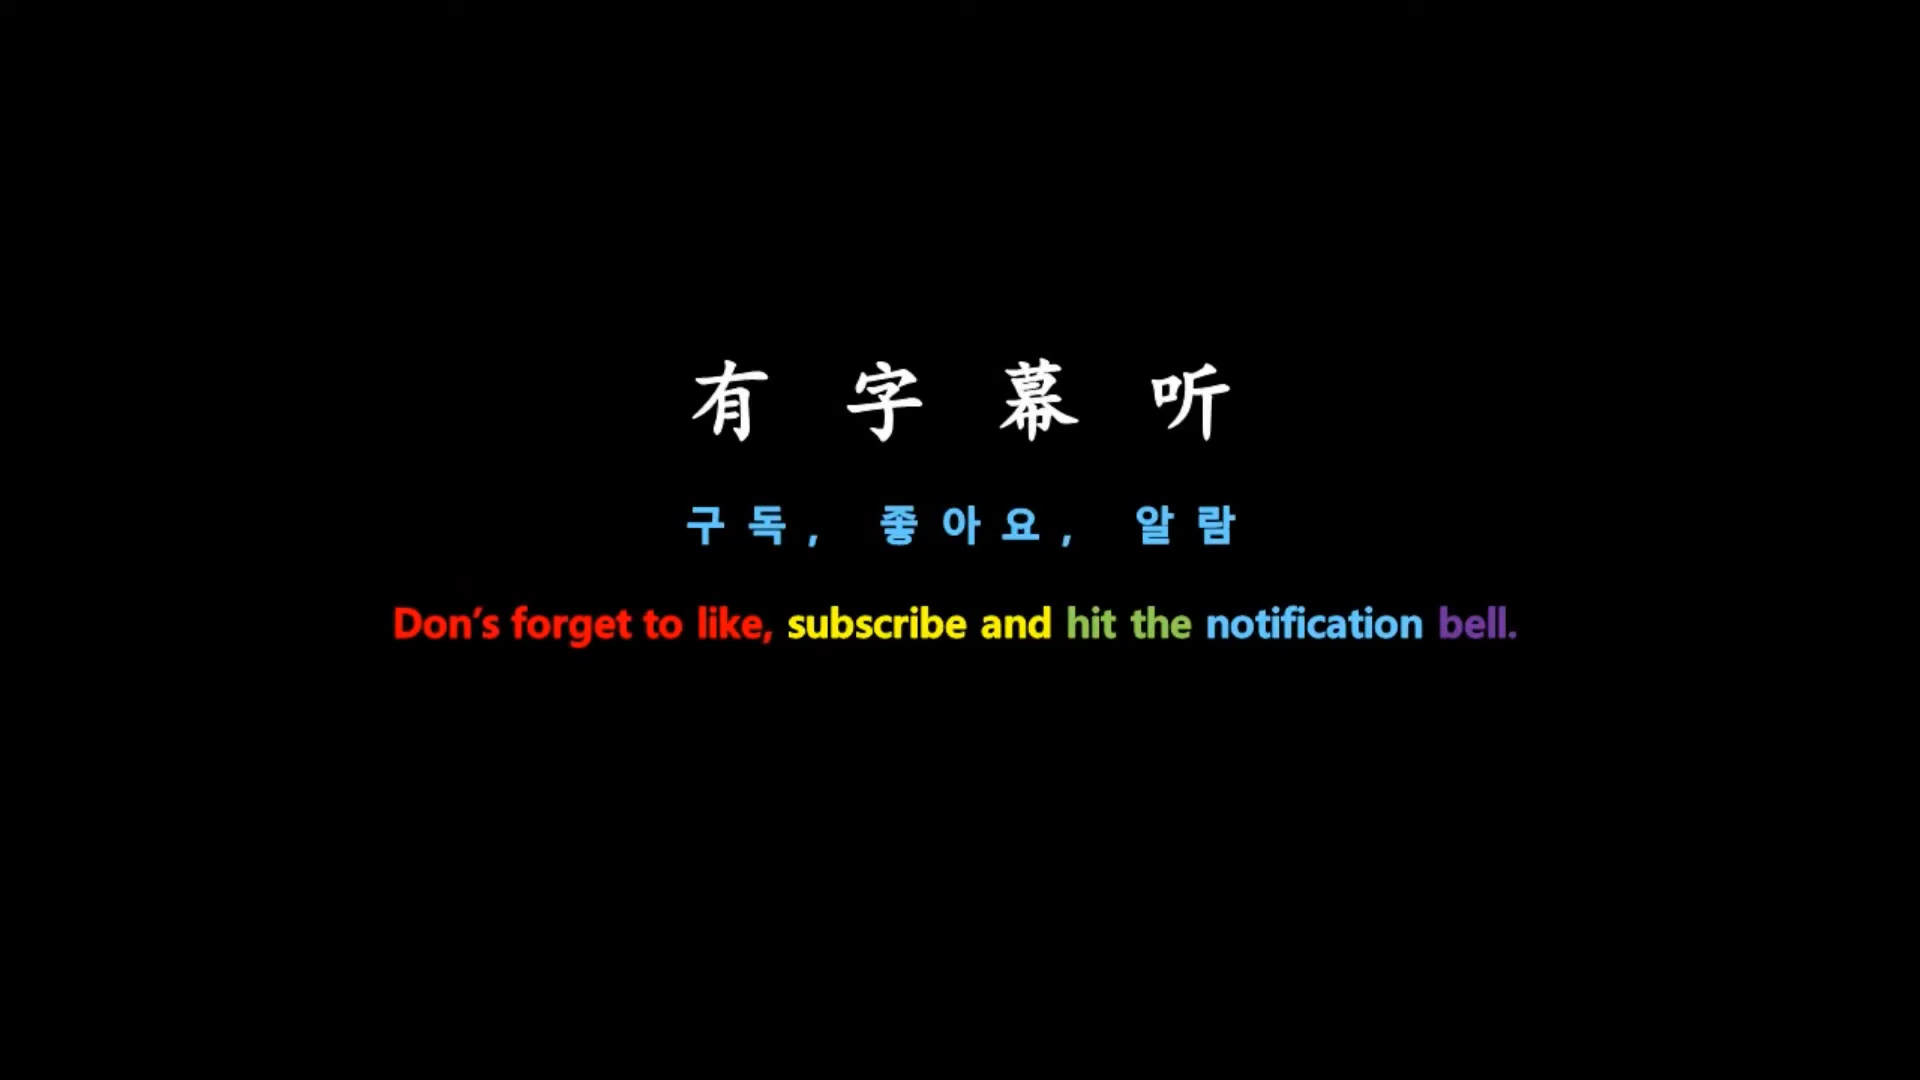 有 字 幕 听
구 독 , 좋 아 요 , 알 람
Don’s forget to like, subscribe and hit the notification bell.